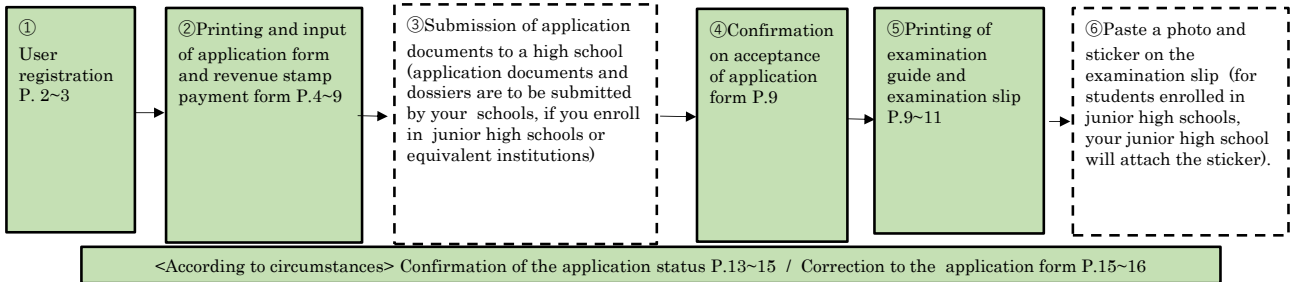 ①
User
registration
P. 2~3
②Printing and input
of application form
and revenue stamp
payment form P.4~9
③Submission of application
documents to a high school
(application documents and
dossiers are to be submitted
by your schools, if you enroll
in junior high schools or
equivalent institutions)
④Confirmation
on acceptance
of application
form P.9
⑤Printing of
examination
guide and
examination slip
P.9~11
⑥Paste a photo and
sticker on the
examination slip (for
students enrolled in
junior high schools,
your junior high school
will attach the sticker).
<According to circumstances> Confirmation of the application status P.13~15 / Correction to the application form P.15~16